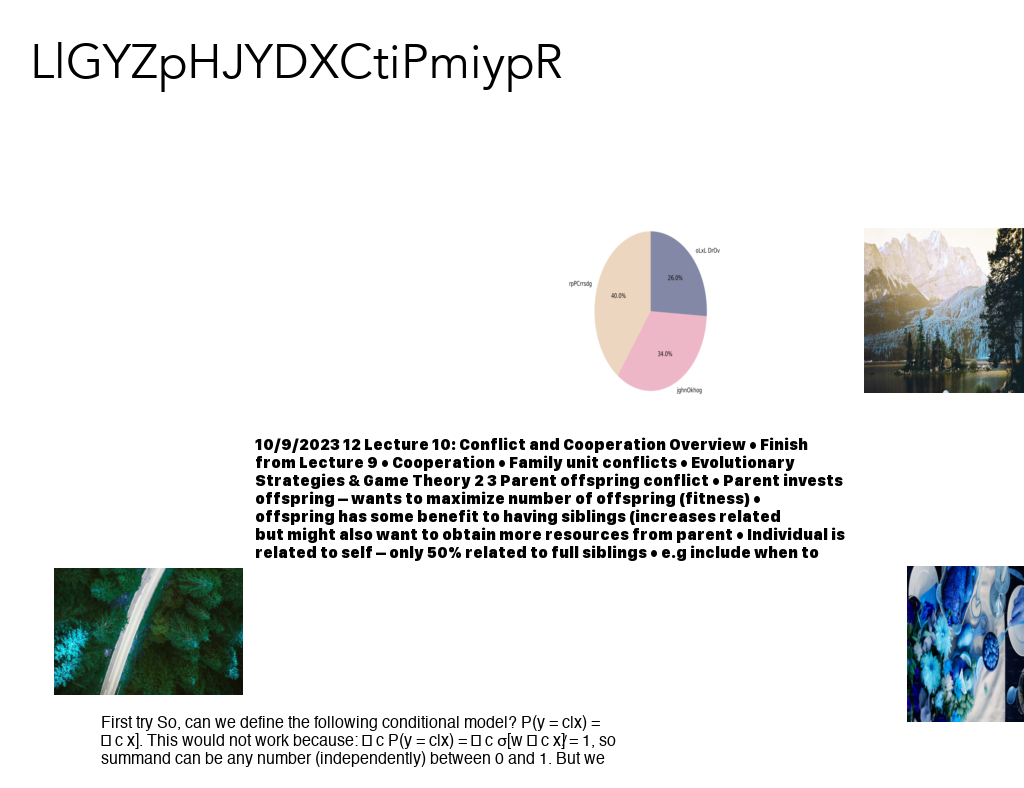 LlGYZpHJYDXCtiPmiypR
oLxL DrOv
26.0%
rpPCrrsdg
40.0%
34.0%
jghnOkhog
10/9/2023 12 Lecture 10: Conflict and Cooperation Overview • Finish
from Lecture 9 • Cooperation • Family unit conflicts • Evolutionary
Strategies & Game Theory 2 3 Parent offspring conflict • Parent invests
offspring – wants to maximize number of offspring (fitness) •
offspring has some benefit to having siblings (increases related
but might also want to obtain more resources from parent • Individual is
related to self – only 50% related to full siblings • e.g include when to
First try So, can we define the following conditional model? P(y = c|x) =
□ c x]. This would not work because: □ c P(y = c|x) = □ c σ[w □ c x] ̸= 1, so
summand can be any number (independently) between 0 and 1. But we